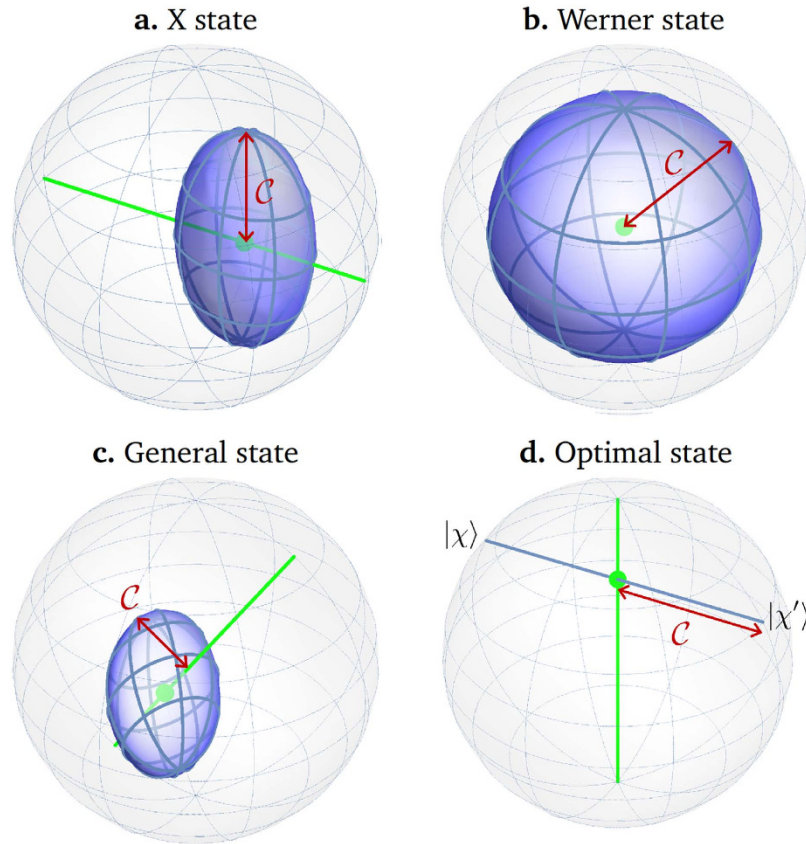 a. X state
b. Werner state
𝒞
𝒞
c. General state
d. Optimal state
𝒞
|χ⟩
|χ′⟩
𝒞